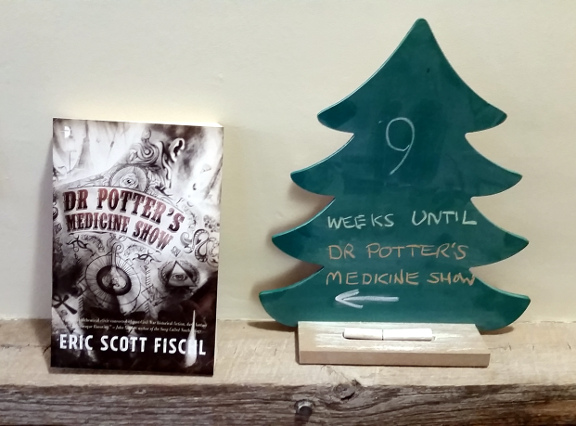 DR POTTER'S
MEDICINE SHOW
ERIC SCOTT FISCHL
9
WEEKS UNTIL
DR POTTER'S
MEDICINE SHOW